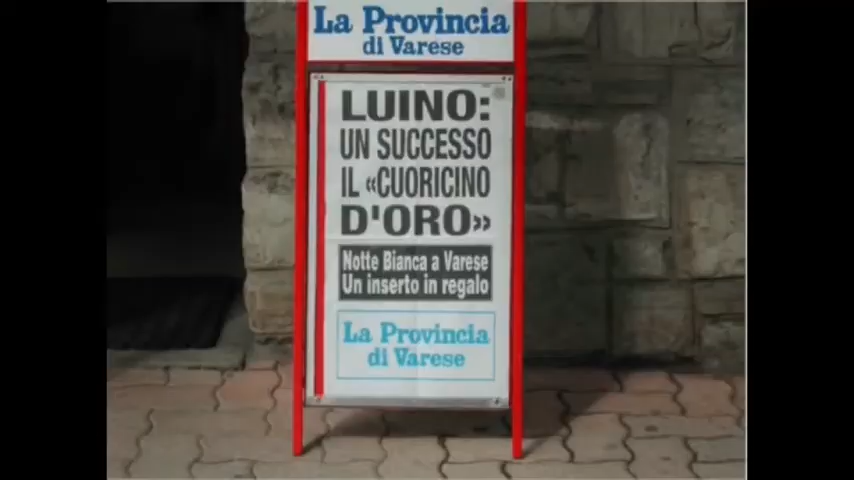 La Provincia
di Varese
LUINO:
UN SUCCESSO
IL «CUORICINO
D'ORO»
Notte Bianca a Varese
Un inserto in regalo
La Provincia
di Varese